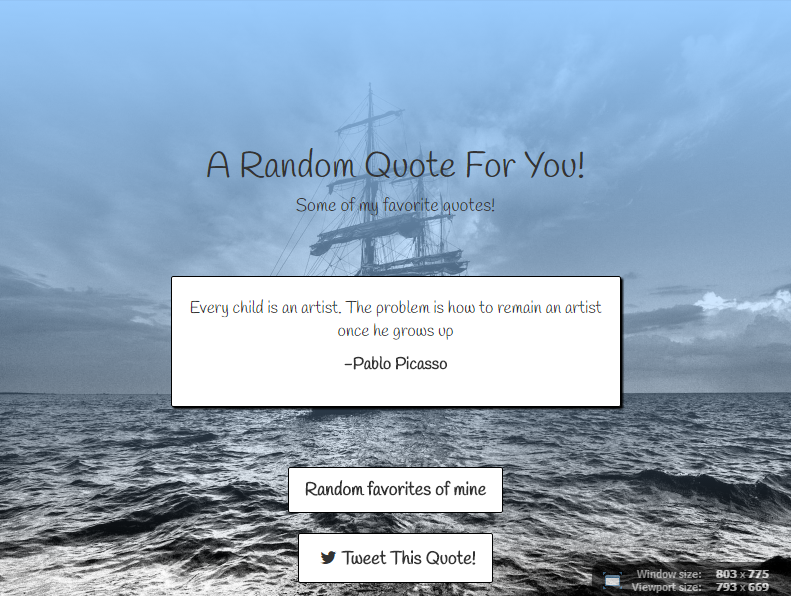 A Random Quote For You!
Some of my favorite quotes!
Every child is an artist. The problem is how to remain an artist
once he grows up
-Pablo Picasso
Random favorites of mine
Tweet This Quote!
Window size: 803 x 775
Viewport size: 793 x 669